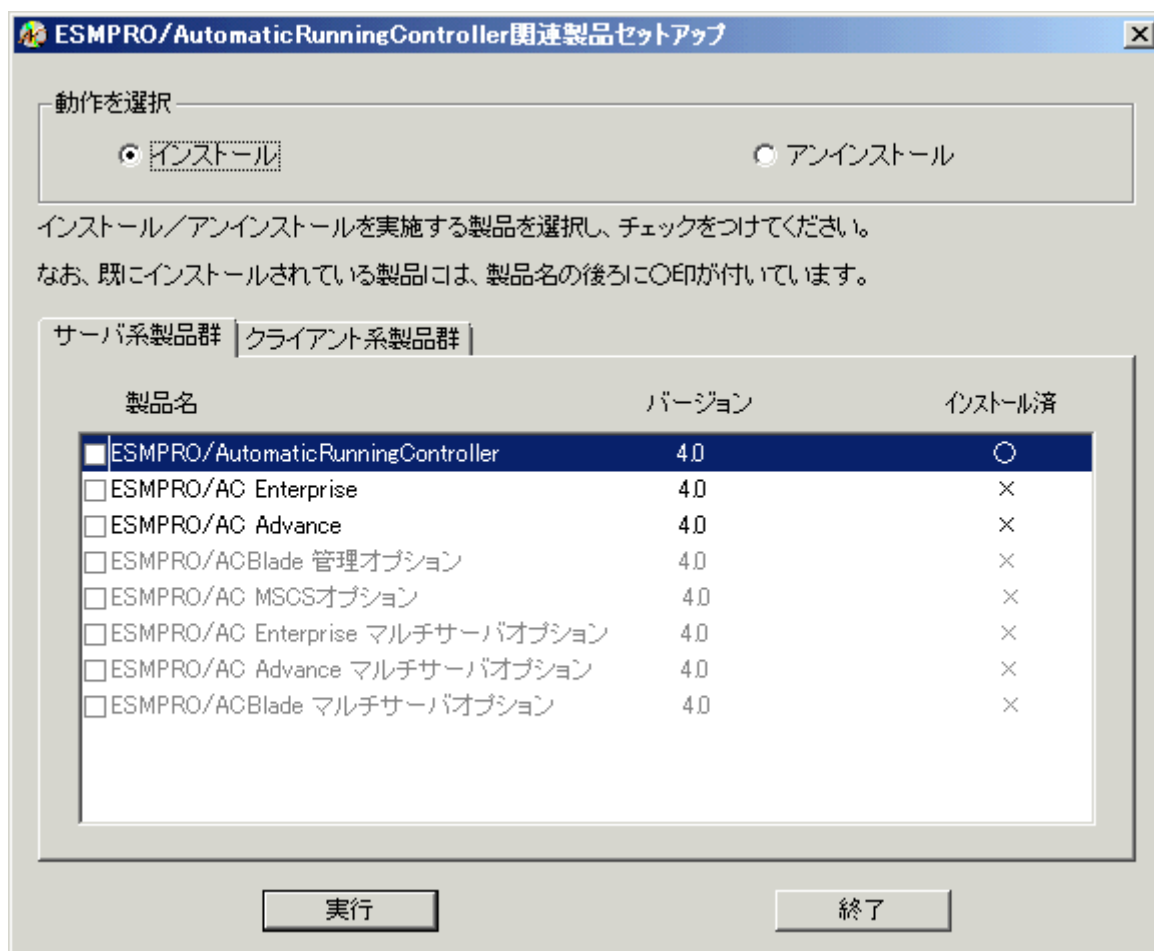 ESMPRO/AutomaticRunningController関連製品セットアップ
動作を選択
インストール アンインストール
インストール/アンインストールを実施する製品を選択し、チェックをつけてください。
なお、既にインストールされている製品には、製品名の後ろに○印が付いています。
サーバ系製品群 クライアント系製品群
製品名 バージョン インストール済
ESMPRO/AutomaticRunningController 4.0 ○
ESMPRO/AC Enterprise 4.0 ×
ESMPRO/AC Advance 4.0 ×
ESMPRO/ACBlade 管理オプション 4.0 ×
ESMPRO/AC MSCSオプション 4.0 ×
ESMPRO/AC Enterprise マルチサーバオプション 4.0 ×
ESMPRO/AC Advance マルチサーバオプション 4.0 ×
ESMPRO/ACBlade マルチサーバオプション 4.0 ×
実行 終了